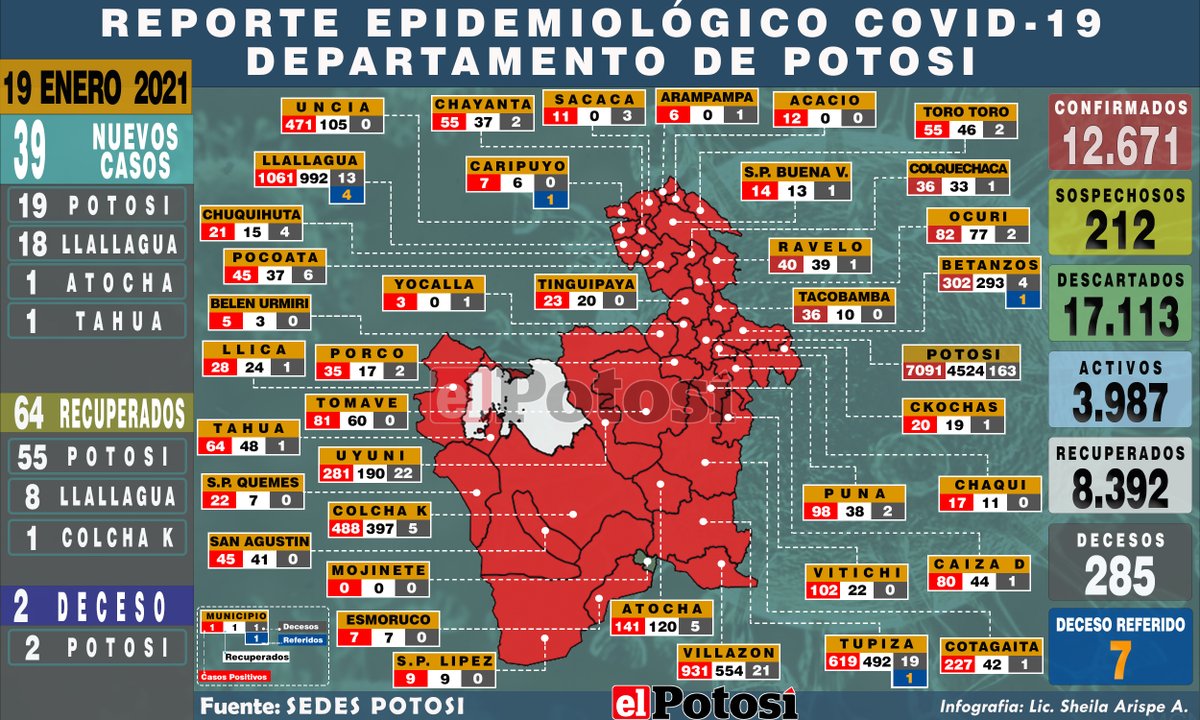 REPORTE EPIDEMIOLÓGICO COVID-19
DEPARTAMENTO DE POTOSI
19 ENERO 2021
39 NUEVOS CASOS
19 POTOSI
18 LLALLAGUA
1 ATOCHA
1 TAHUA
64 RECUPERADOS
55 POTOSI
8 LLALLAGUA
1 COLCHA K
2 DECESO
2 POTOSI
UNCIA
471 105 0
CHAYANTA
55 37 2
SACACA
11 0 3
ARAMPAMPA
6 0 1
ACACIO
12 0 0
TORO TORO
55 46 2
LLALLAGUA
1061 992 13
4
CARIPUYO
7 6 0
1
S.P. BUENA V.
14 13 1
COLQUECHACA
36 33 1
CHUQUIHUTA
21 15 4
OCURI
82 77 2
POCOATA
45 37 6
RAVELO
40 39 1
YOCALLA
3 0 1
TINGUIPAYA
23 20 0
BETANZOS
302 293 4
1
BELEN URMIRI
5 3 0
TACOBAMBA
36 10 0
LLICA
28 24 1
PORCO
35 17 2
POTOSI
7091 4524 163
TOMAVE
81 60 0
CKOCHAS
20 19 1
TAHUA
64 48 1
UYUNI
281 190 22
S.P. QUEMES
22 7 0
COLCHA K
488 397 5
PUNA
98 38 2
CHAQUI
17 11 0
SAN AGUSTIN
45 41 0
MOJINETE
0 0 0
VITICHI
102 22 0
CAIZA D
80 44 1
ESMORUCO
7 7 0
ATOCHA
141 120 5
S.P. LIPEZ
9 9 0
VILLAZON
931 554 21
TUPIZA
619 492 19
1
COTAGAITA
227 42 1
MUNICIPIO
1 1 1 Decesos
1 Referidos
Recuperados
Casos Positivos
el Potosí
CONFIRMADOS
12.671
SOSPECHOSOS
212
DESCARTADOS
17.113
ACTIVOS
3.987
RECUPERADOS
8.392
DECESOS
285
DECESO REFERIDO
7
Fuente: SEDES POTOSI
el Potosí
Infografia: Lic. Sheila Arispe A.